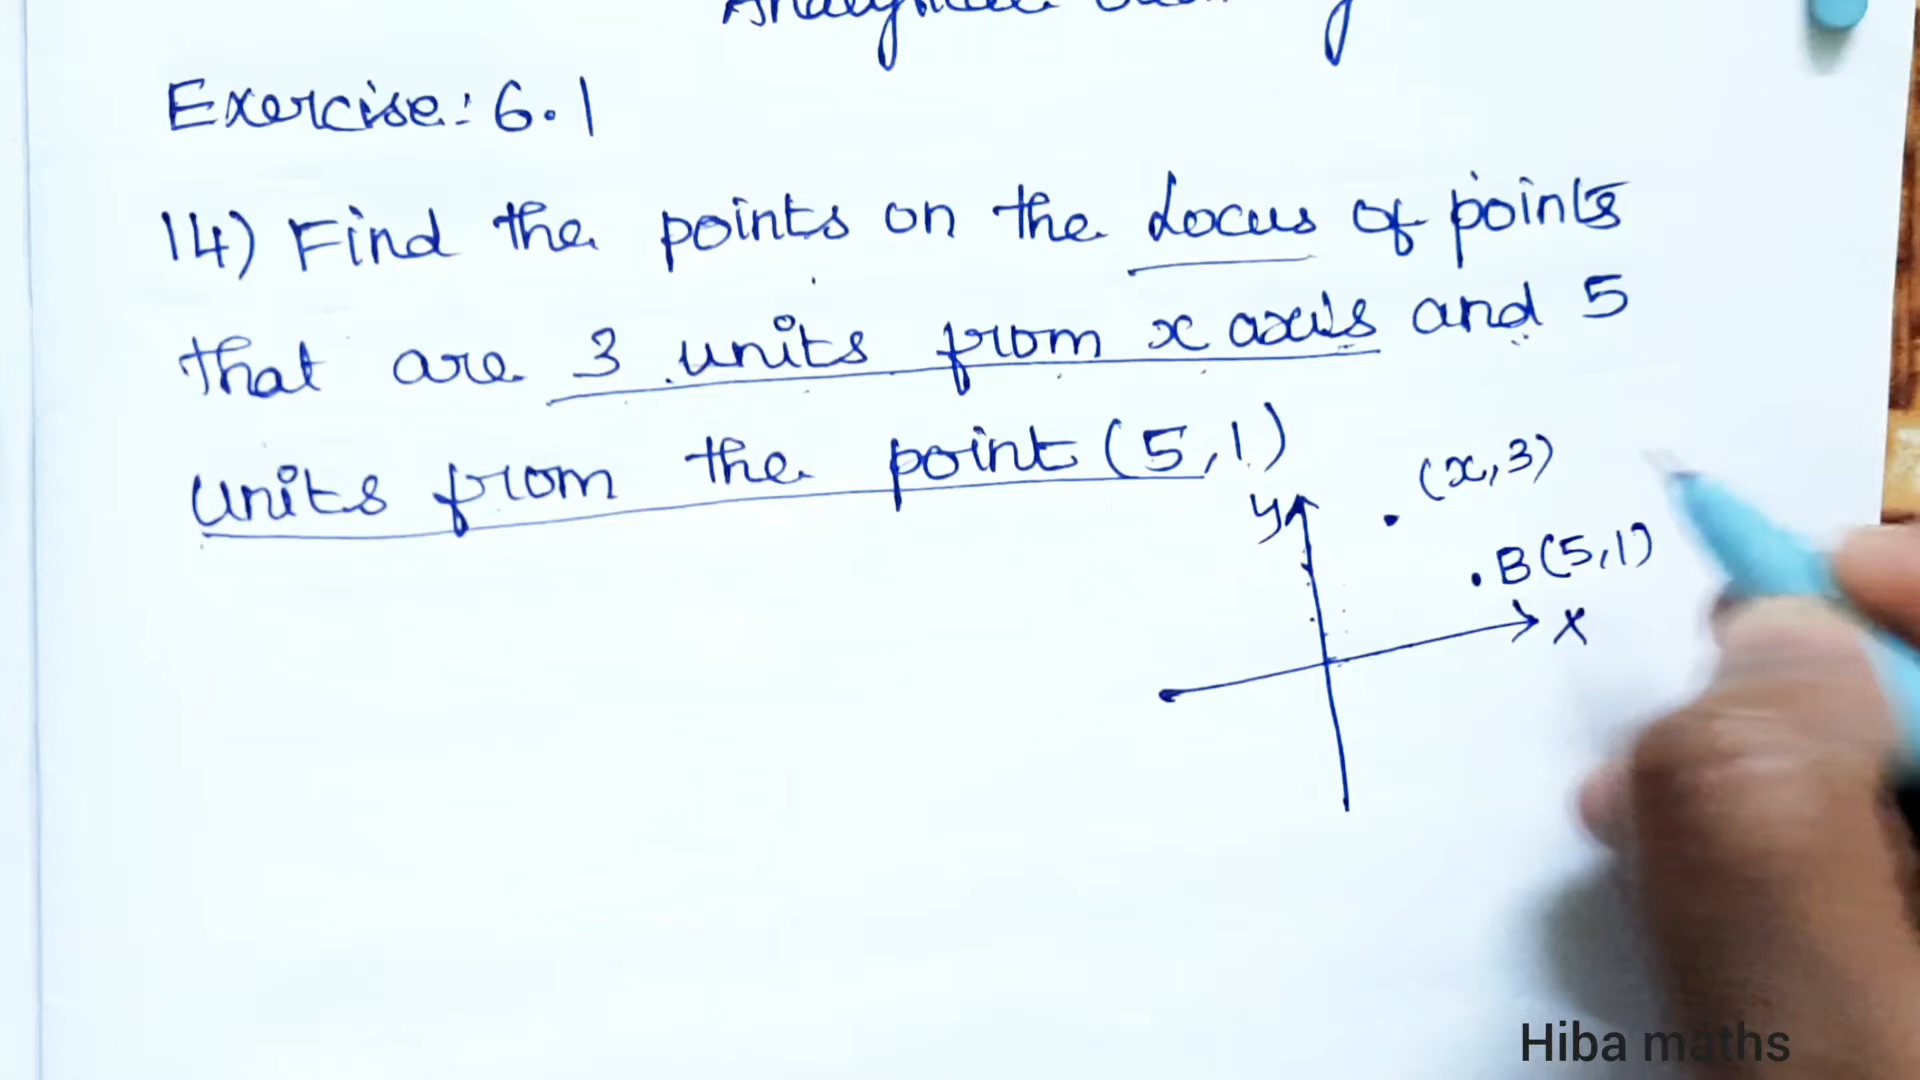 Exercise: 6.1
14) Find the points on the Locus of points
that are 3 units from x axis and 5
units from the point (5,1)
(x,3)
y
B(5,1)
X
Hiba maths